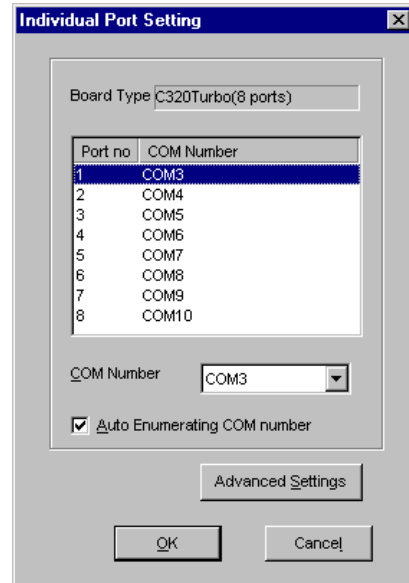 Individual Port Setting
Board Type C320Turbo(8 ports)
Port no COM Number
1 COM3
2 COM4
3 COM5
4 COM6
5 COM7
6 COM8
7 COM9
8 COM10
COM Number COM3
Auto Enumerating COM number
Advanced Settings
OK Cancel